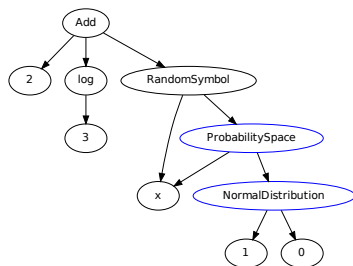 Add
2
log
RandomSymbol
3
ProbabilitySpace
x
NormalDistribution
1
0